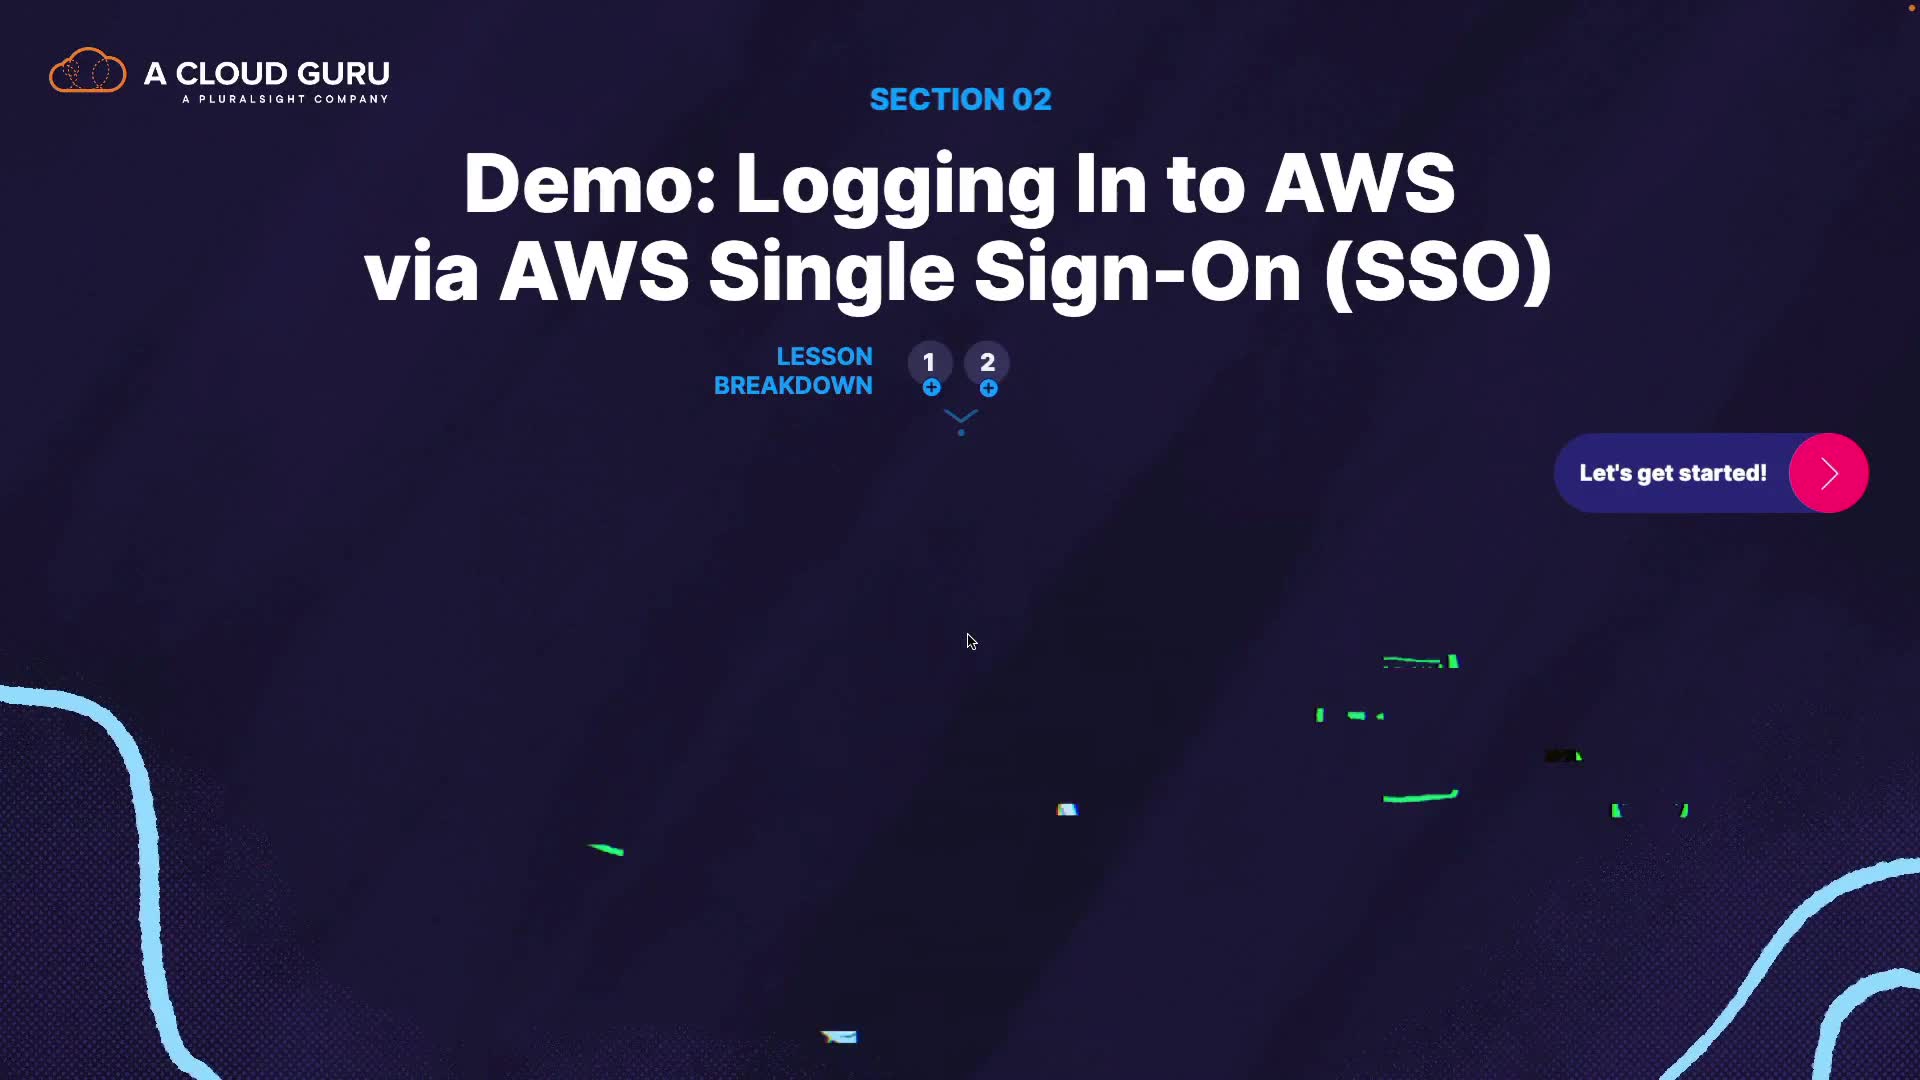 A CLOUD GURU
A PLURALSIGHT COMPANY
SECTION 02
Demo: Logging In to AWS
via AWS Single Sign-On (SSO)
LESSON
BREAKDOWN
1 2
Let's get started!